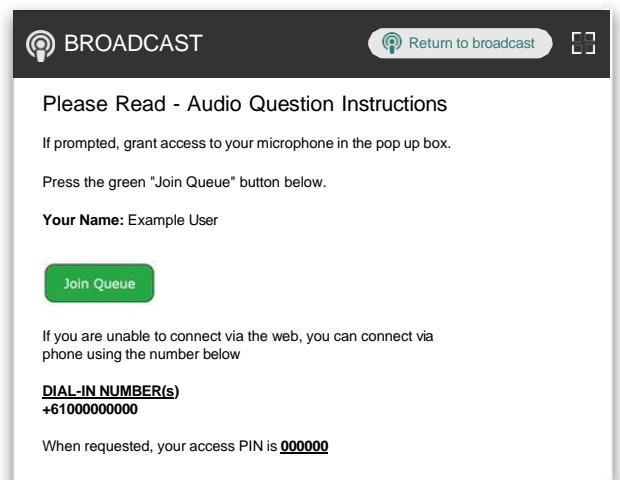 BROADCAST
Return to broadcast
Please Read - Audio Question Instructions
If prompted, grant access to your microphone in the pop up box.
Press the green "Join Queue" button below.
Your Name: Example User
Join Queue
If you are unable to connect via the web, you can connect via
phone using the number below
DIAL-IN NUMBER(s)
+61000000000
When requested, your access PIN is 000000